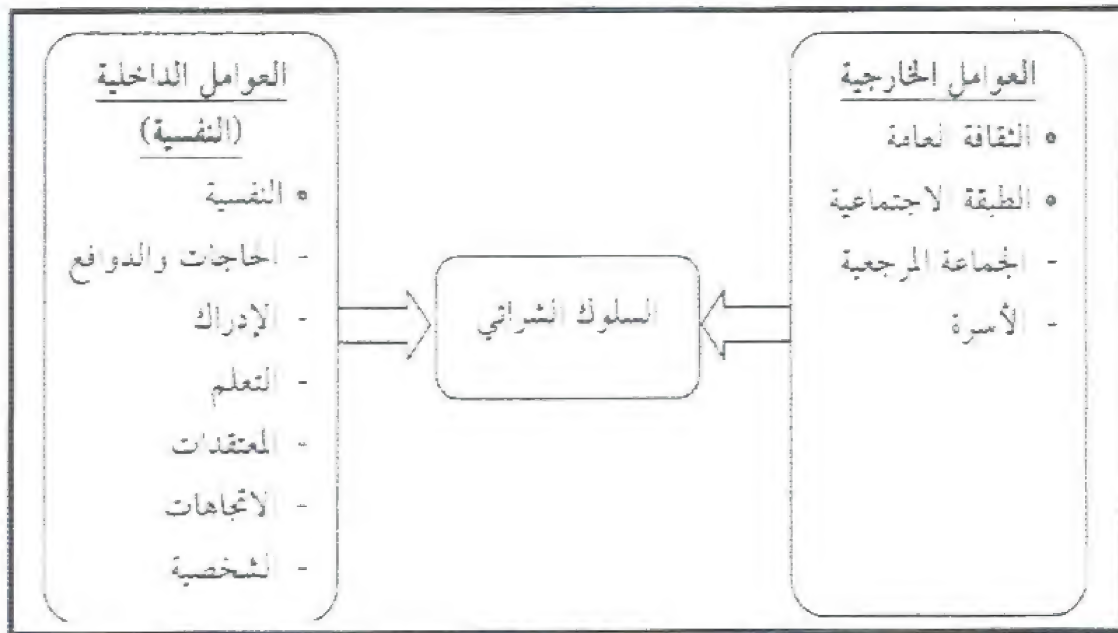 العوامل الخارجية
• الثقافة العامة
• الطبقة الاجتماعية
- الجماعة المرجعية
- الأسرة
السلوك الشرائي
العوامل الداخلية
(النفسية)
• النفسية
- الحاجات والدوافع
- الإدراك
- التعلم
- المعتقدات
- الاتجاهات
- الشخصية